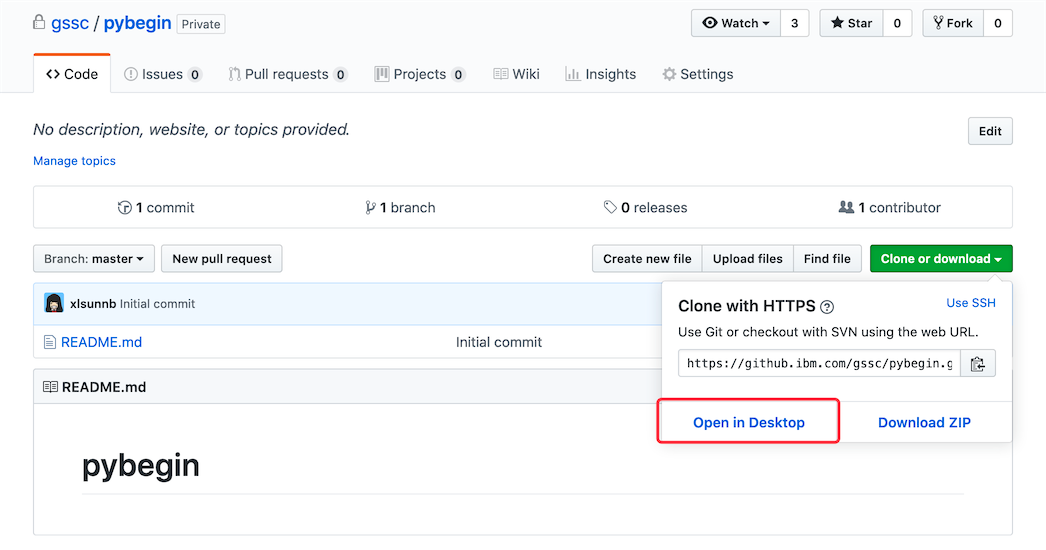 gssc / pybegin Private Watch 3 Star 0 Fork 0
Code Issues 0 Pull requests 0 Projects 0 Wiki Insights Settings
No description, website, or topics provided. Edit
Manage topics
1 commit 1 branch 0 releases 1 contributor
Branch: master New pull request Create new file Upload files Find file Clone or download
xlsunnb Initial commit
README.md Initial commit
README.md
pybegin
Clone with HTTPS ? Use SSH
Use Git or checkout with SVN using the web URL.
https://github.ibm.com/gssc/pybegin.g
Open in Desktop Download ZIP